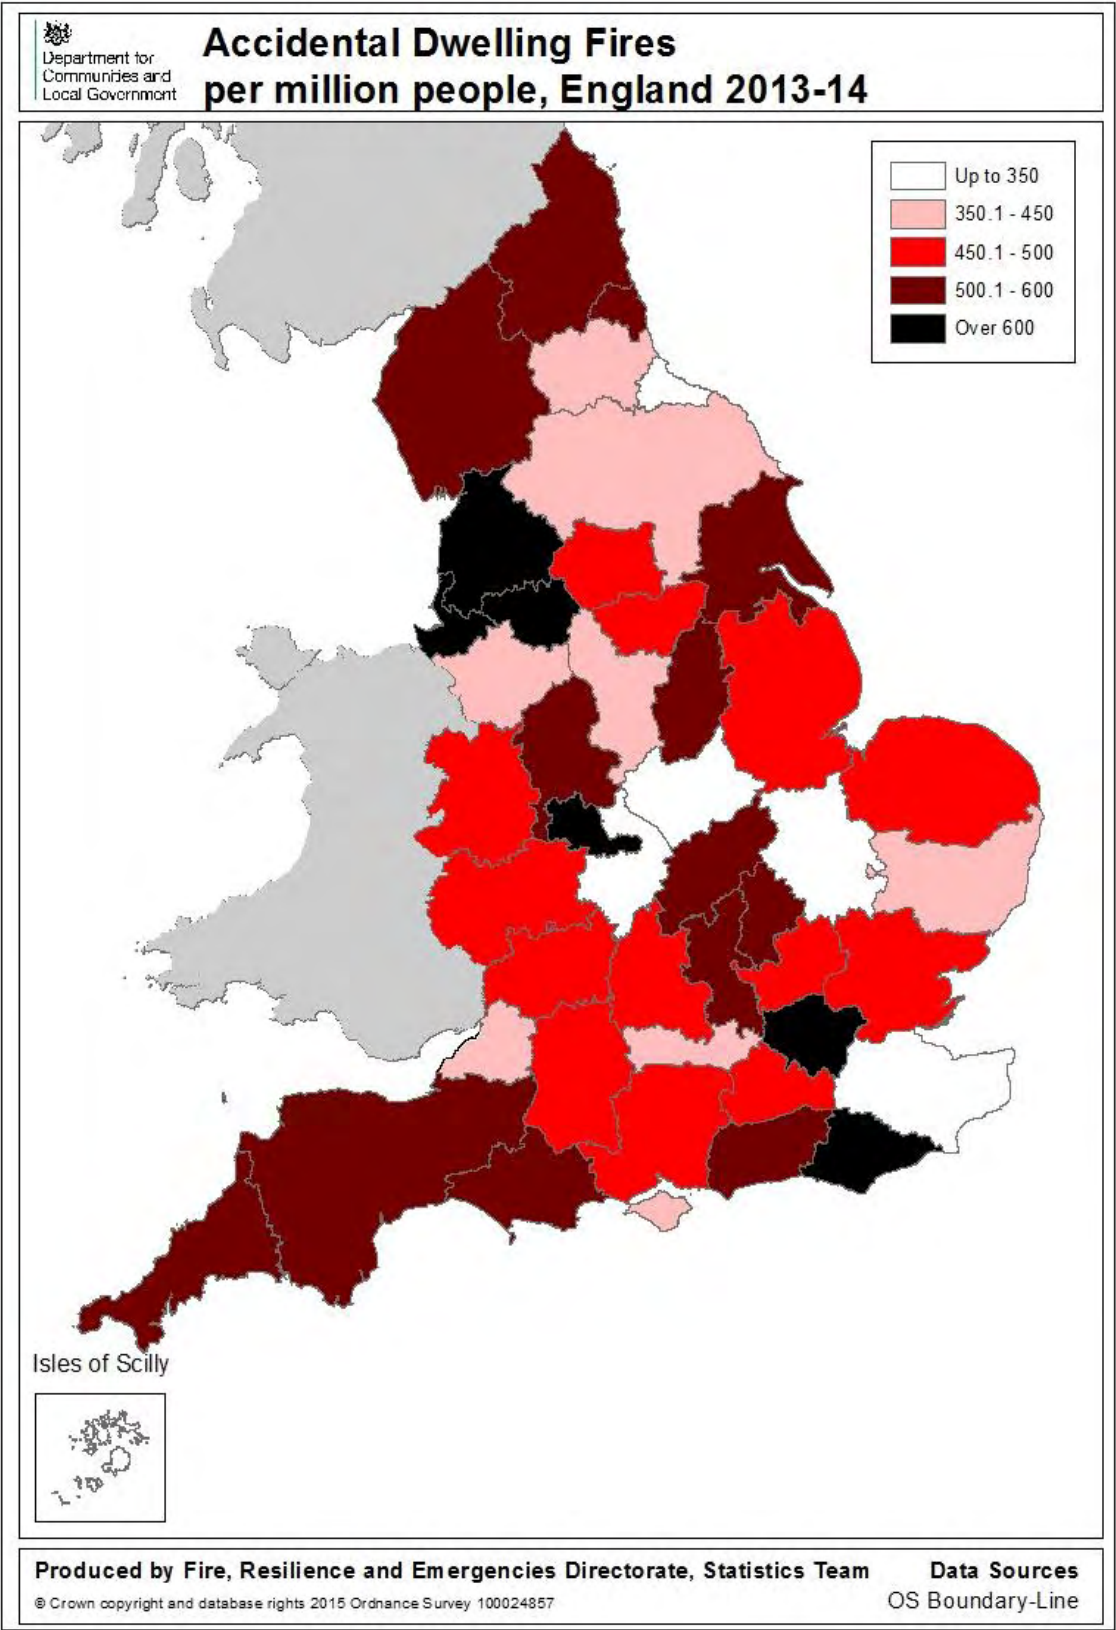 Department for
Communities and
Local Government
Accidental Dwelling Fires
per million people, England 2013-14
Up to 350
350.1 - 450
450.1 - 500
500.1 - 600
Over 600
Isles of Scilly
Produced by Fire, Resilience and Emergencies Directorate, Statistics Team
© Crown copyright and database rights 2015 Ordnance Survey 100024857
Data Sources
OS Boundary-Line